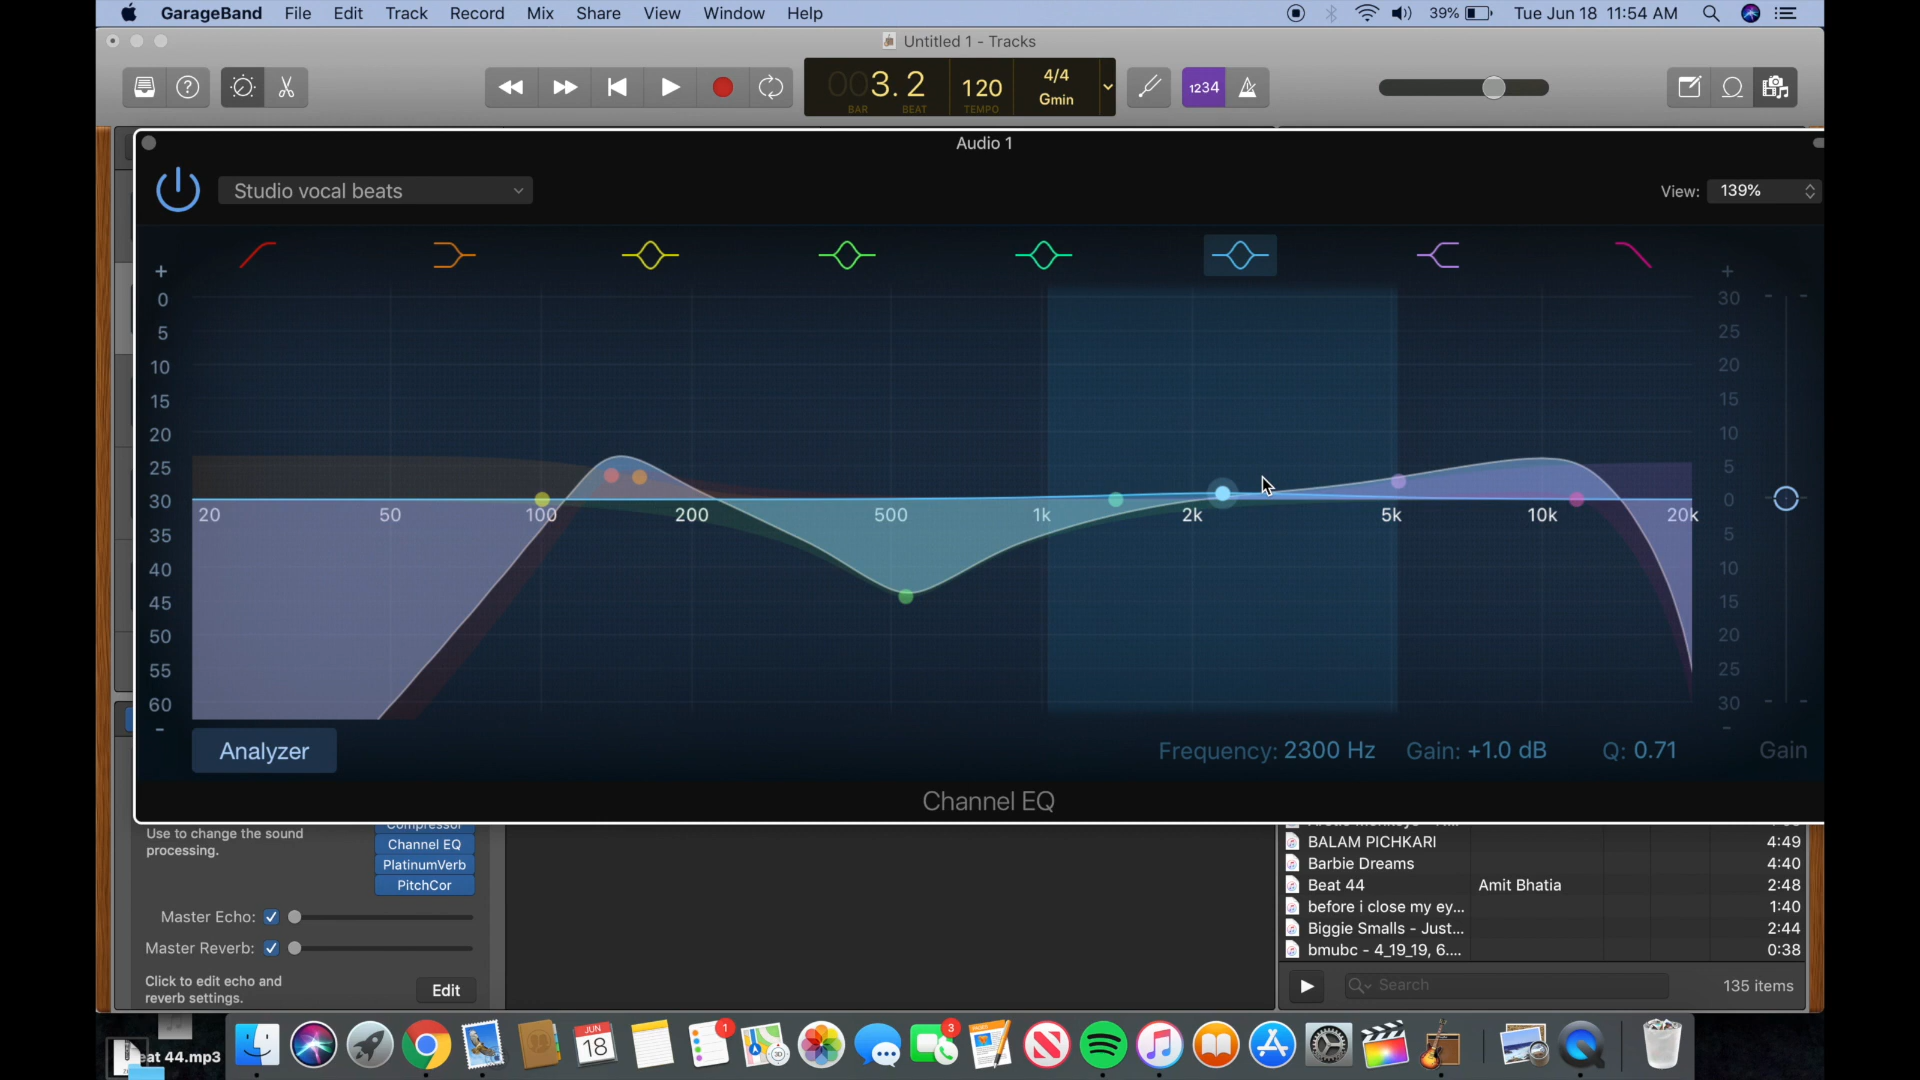 GarageBand File Edit Track Record Mix Share View Window Help 39% Tue Jun 18 11:54 AM
Untitled 1 - Tracks
003.2 120 4/4 Gmin 1234
BAR BEAT TEMPO
Audio 1
Studio vocal beats View: 139%
+ +
0 30
5 25
10 20
15 15
20 10
25 5
30 0
20 50 100 200 500 1k 2k 5k 10k 20k
35 5
40 10
45 15
50 20
55 25
60 30
- -
Analyzer Frequency: 2300 Hz Gain: +1.0 dB Q: 0.71 Gain
Channel EQ
Use to change the sound
processing.
Compressor
Channel EQ
PlatinumVerb
PitchCor
Master Echo:
Master Reverb:
Click to edit echo and
reverb settings.
Edit
BALAM PICHKARI 4:49
Barbie Dreams 4:40
Beat 44 Amit Bhatia 2:48
before i close my ey... 1:40
Biggie Smalls - Just... 2:44
bmubc - 4_19_19, 6.... 0:38
Search 135 items
eat 44.mp3
JUN
18
1
3
PAGES